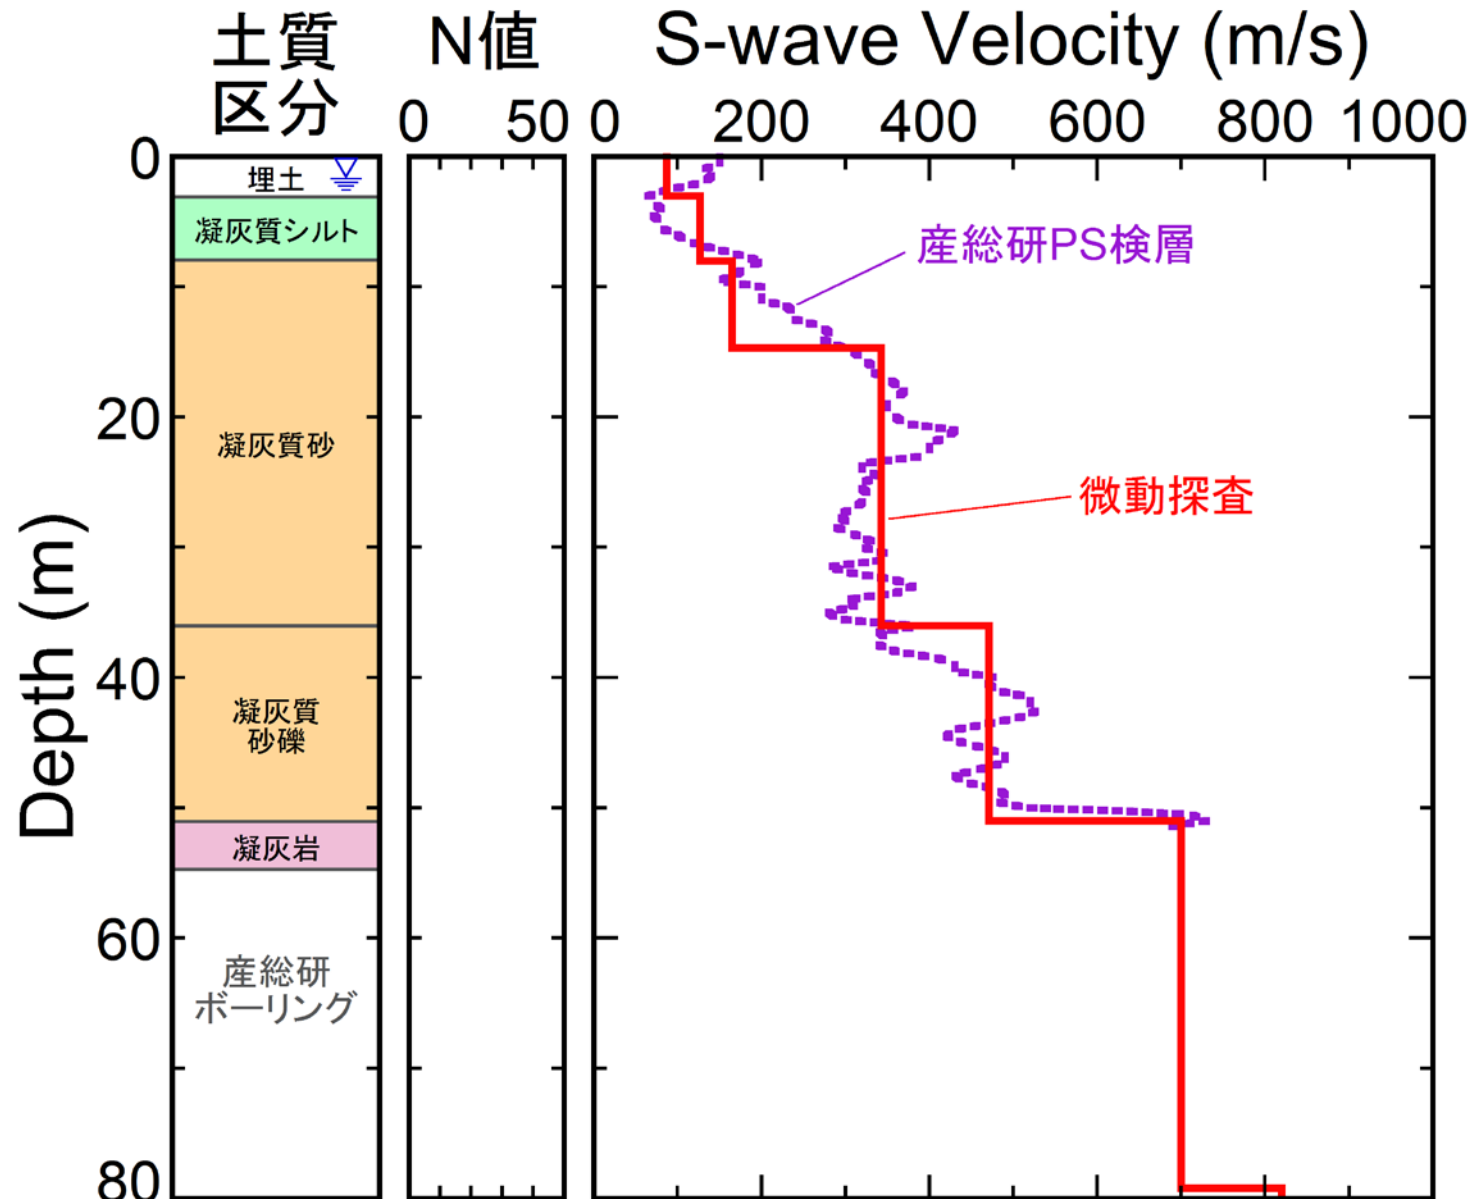 土質
区分
N値
S-wave Velocity (m/s)
0 50
0 200 400 600 800 1000
0
20
40
60
80
Depth (m)
埋土
凝灰質シルト
凝灰質砂
凝灰質
砂礫
凝灰岩
産総研
ボーリング
産総研PS検層
微動探査